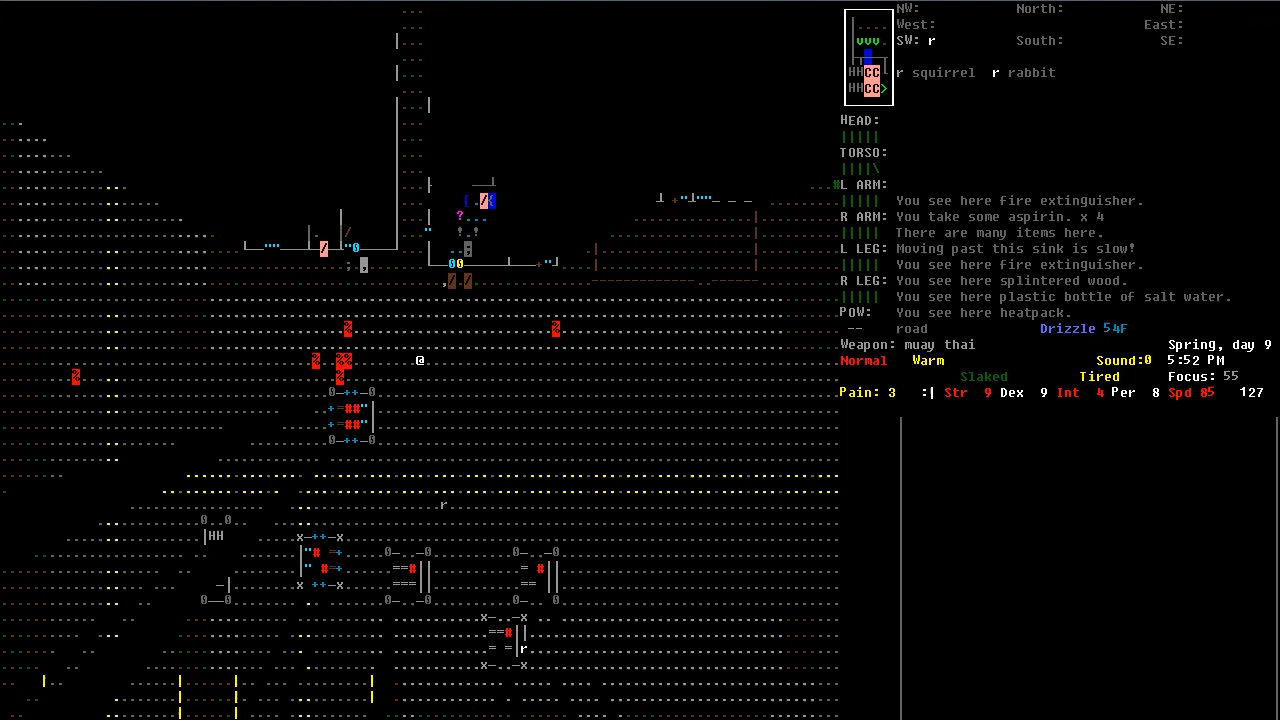 NW: North: NE:
West: East:
SW: r South: SE:
r squirrel r rabbit
HEAD:
|||||
TORSO:
||||\
L ARM:
||||| You see here fire extinguisher.
R ARM: You take some aspirin. x 4
||||| There are many items here.
L LEG: Moving past this sink is slow!
||||| You see here fire extinguisher.
R LEG: You see here splintered wood.
||||| You see here plastic bottle of salt water.
POW: You see here heatpack.
-- road Drizzle 54F
Weapon: muay thai Spring, day 9
Normal Warm Sound:0 5:52 PM
Slaked Tired Focus: 55
Pain: 3 :| Str 9 Dex 9 Int 4 Per 8 Spd 85 127